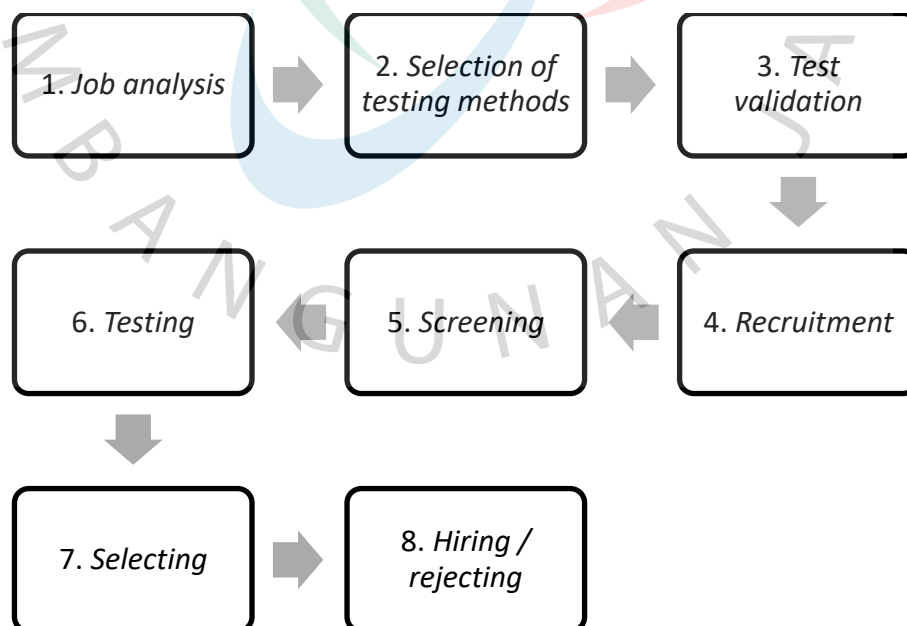 1. Job analysis
2. Selection of
testing methods
3. Test
validation
4. Recruitment
5. Screening
6. Testing
7. Selecting
8. Hiring /
rejecting
M B A N G U N A N J A